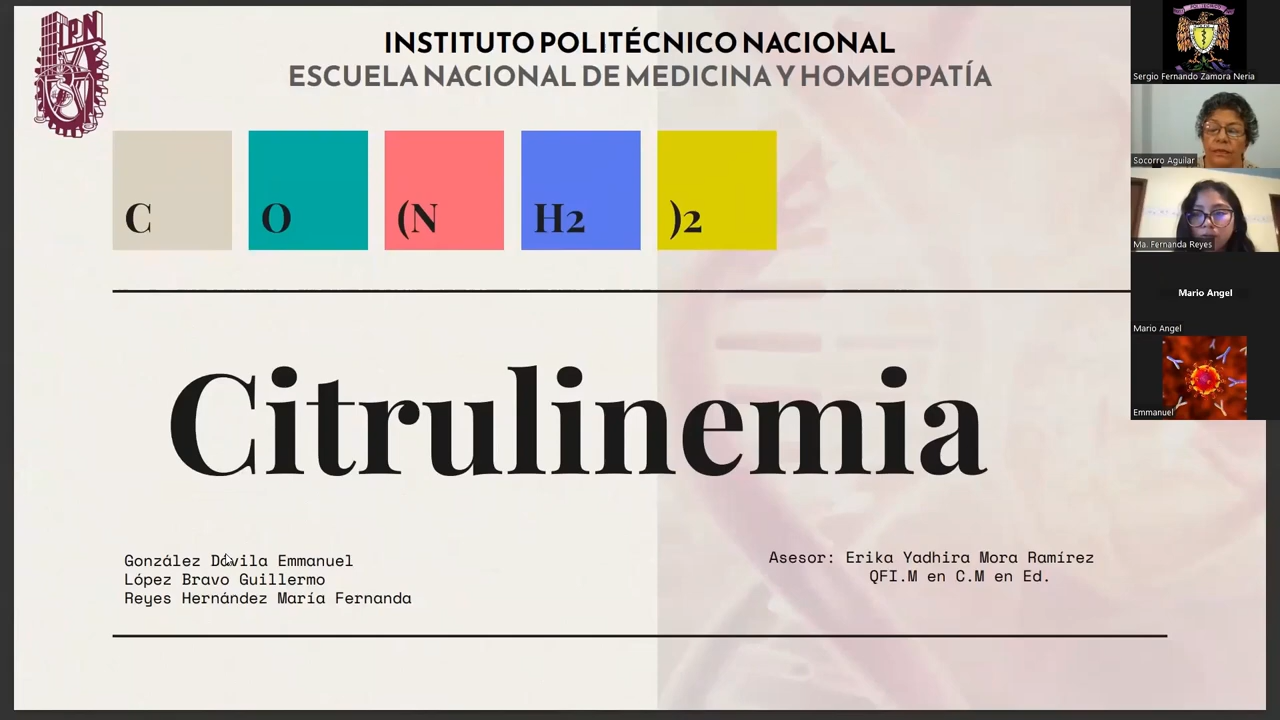 IPN
INSTITUTO POLITÉCNICO NACIONAL
ESCUELA NACIONAL DE MEDICINA Y HOMEOPATÍA
C
O
(N
H2
)2
Citrulinemia
González Dávila Emmanuel
López Bravo Guillermo
Reyes Hernández María Fernanda
Asesor: Erika Yadhira Mora Ramírez
QFI.M en C.M en Ed.
Sergio Fernando Zamora Neria
Socorro Aguilar
Ma. Fernanda Reyes
Mario Angel
Mario Angel
Emmanuel